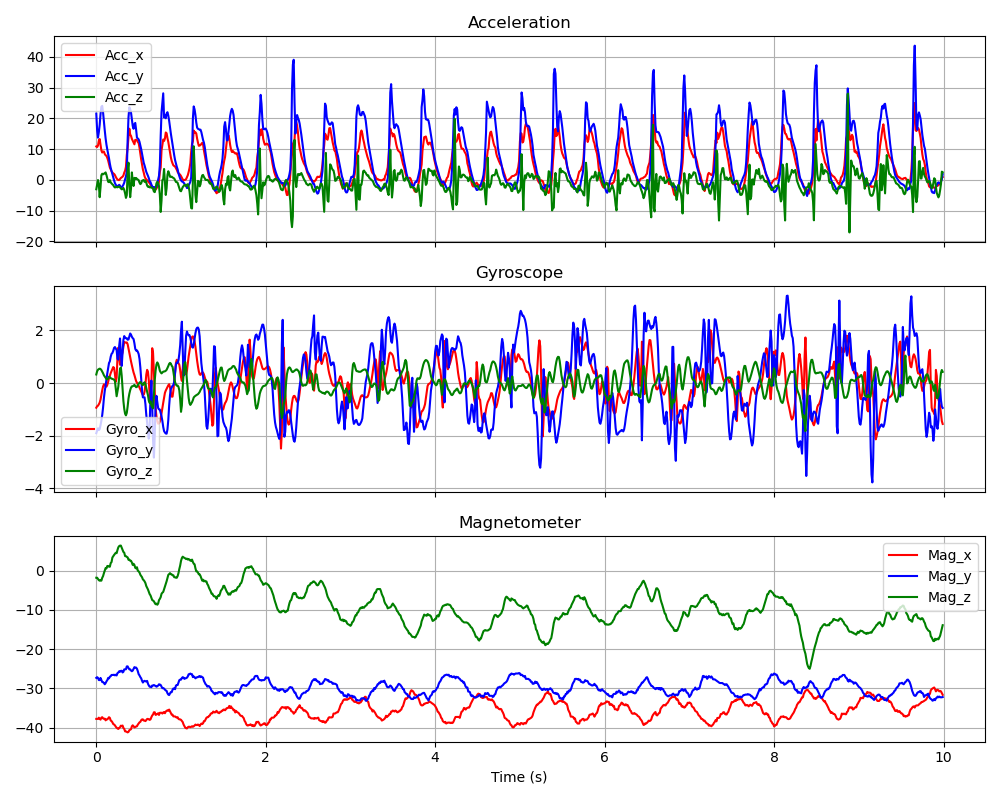 Acceleration
Acc_x
Acc_y
Acc_z
40
30
20
10
0
−10
−20
Gyroscope
2
0
−2
−4
Gyro_x
Gyro_y
Gyro_z
Magnetometer
Mag_x
Mag_y
Mag_z
0
−10
−20
−30
−40
0 2 4 6 8 10
Time (s)